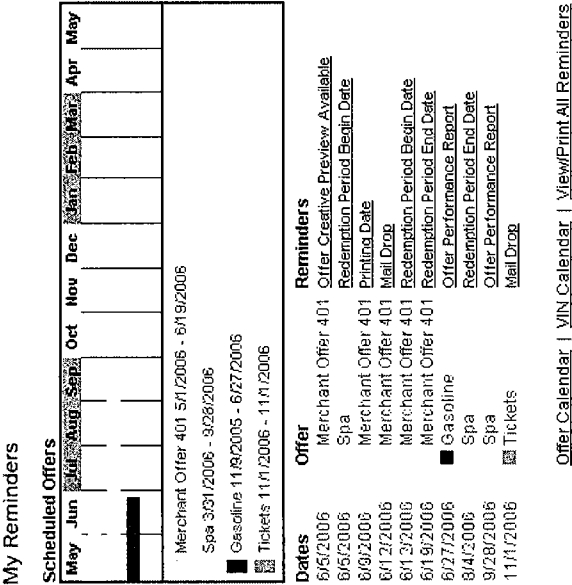 My Reminders
Scheduled Offers
May Jun Jul Aug Sep Oct Nov Dec Jan Feb Mar Apr May
Merchant Offer 401 5/1/2006 - 6/19/2006
Spa 3/31/2006 - 9/28/2006
Gasoline 11/9/2005 - 6/27/2006
Tickets 11/1/2006 - 11/1/2006
Dates Offer Reminders
6/5/2006 Merchant Offer 401 Offer Creative Preview Available
6/5/2006 Spa Redemption Period Begin Date
6/9/2006 Merchant Offer 401 Printing Date
6/12/2006 Merchant Offer 401 Mail Drop
6/13/2006 Merchant Offer 401 Redemption Period Begin Date
6/19/2006 Merchant Offer 401 Redemption Period End Date
6/27/2006 Gasoline Offer Performance Report
8/4/2006 Spa Redemption Period End Date
9/28/2006 Spa Offer Performance Report
11/1/2006 Tickets Mail Drop
Offer Calendar | VIN Calendar | View/Print All Reminders